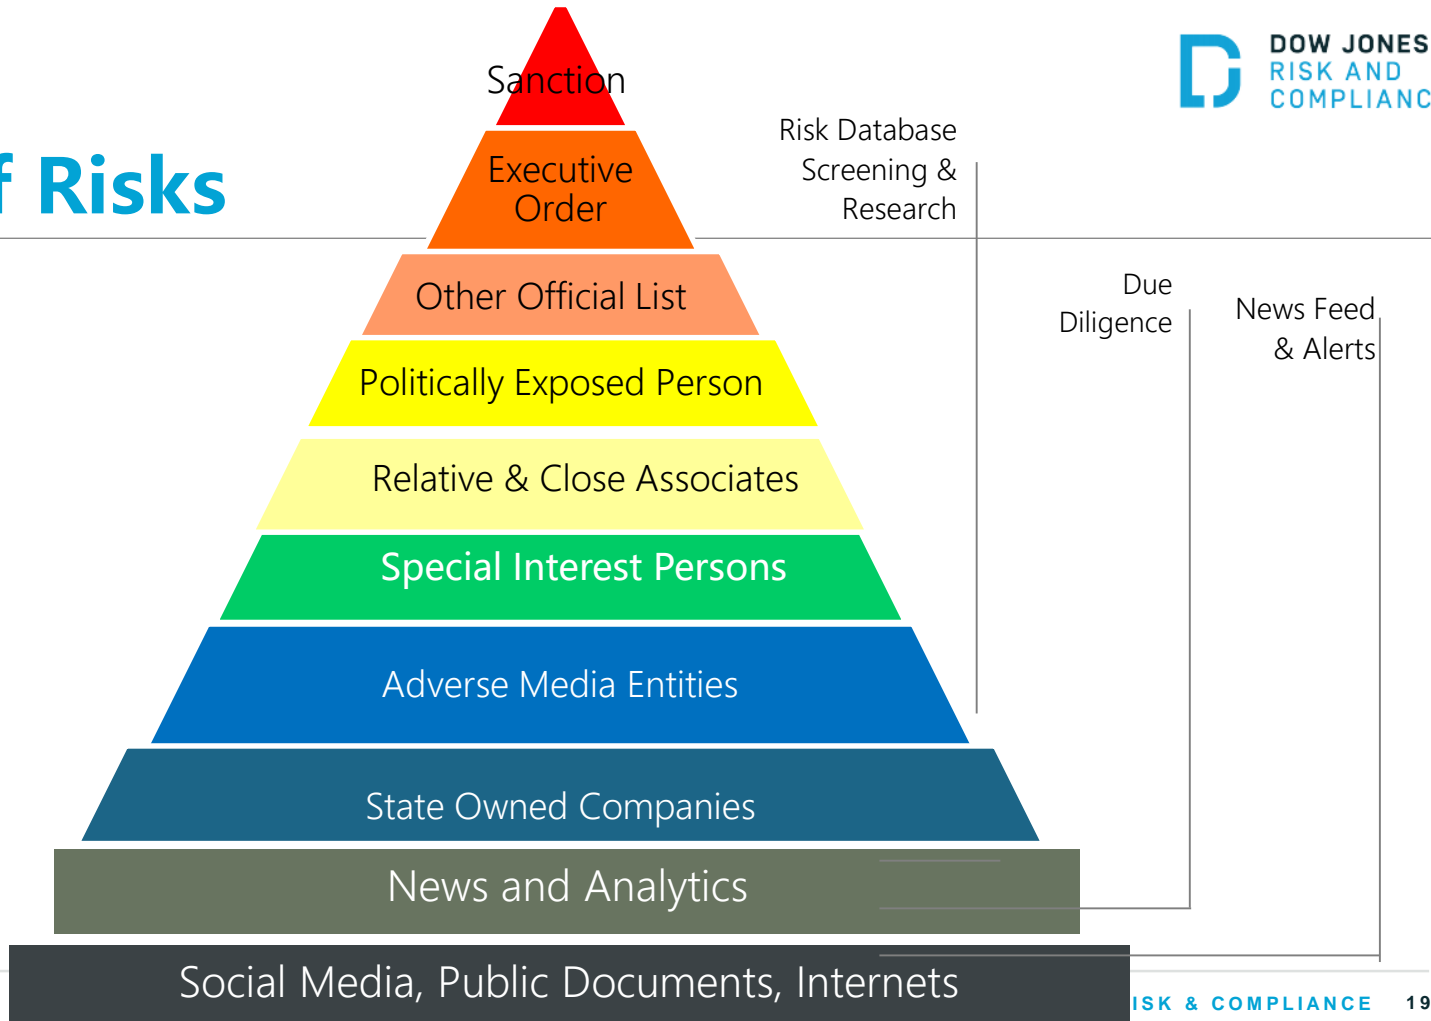 DOW JONES
RISK AND
COMPLIANC
f Risks
Sanction
Executive
Order
Other Official List
Politically Exposed Person
Relative & Close Associates
Special Interest Persons
Adverse Media Entities
State Owned Companies
News and Analytics
Social Media, Public Documents, Internets
Risk Database
Screening &
Research
Due
Diligence
News Feed
& Alerts
ISK & COMPLIANCE 19